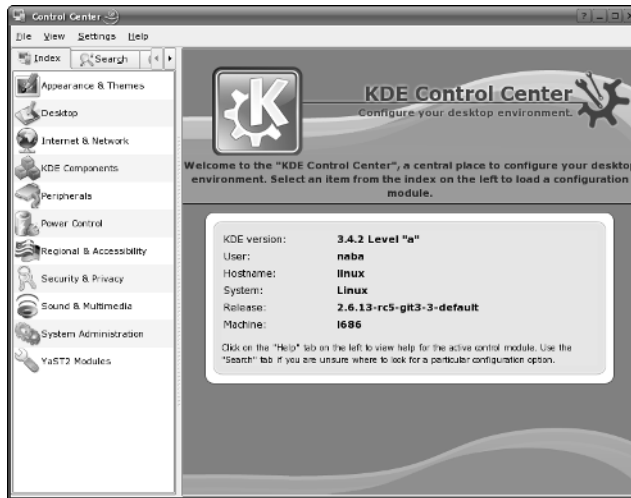 Control Center
File View Settings Help
Index Search
Appearance & Themes
Desktop
Internet & Network
KDE Components
Peripherals
Power Control
Regional & Accessibility
Security & Privacy
Sound & Multimedia
System Administration
YaST2 Modules
KDE Control Center
Configure your desktop environment.
Welcome to the "KDE Control Center", a central place to configure your desktop
environment. Select an item from the index on the left to load a configuration
module.
KDE version: 3.4.2 Level "a"
User: naba
Hostname: linux
System: Linux
Release: 2.6.13-rc5-git3-3-default
Machine: i686
Click on the "Help" tab on the left to view help for the active control module. Use the
"Search" tab if you are unsure where to look for a particular configuration option.